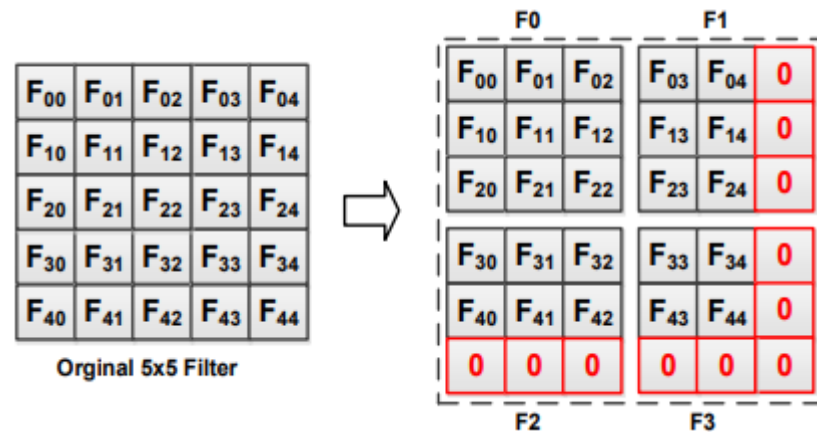 F0 F1
F00 F01 F02 F03 F04 F00 F01 F02 F03 F04 0
F10 F11 F12 F13 F14 F10 F11 F12 F13 F14 0
F20 F21 F22 F23 F24 F20 F21 F22 F23 F24 0
F30 F31 F32 F33 F34 F30 F31 F32 F33 F34 0
F40 F41 F42 F43 F44 F40 F41 F42 F43 F44 0
Orginal 5x5 Filter 0 0 0 0 0 0
F2 F3